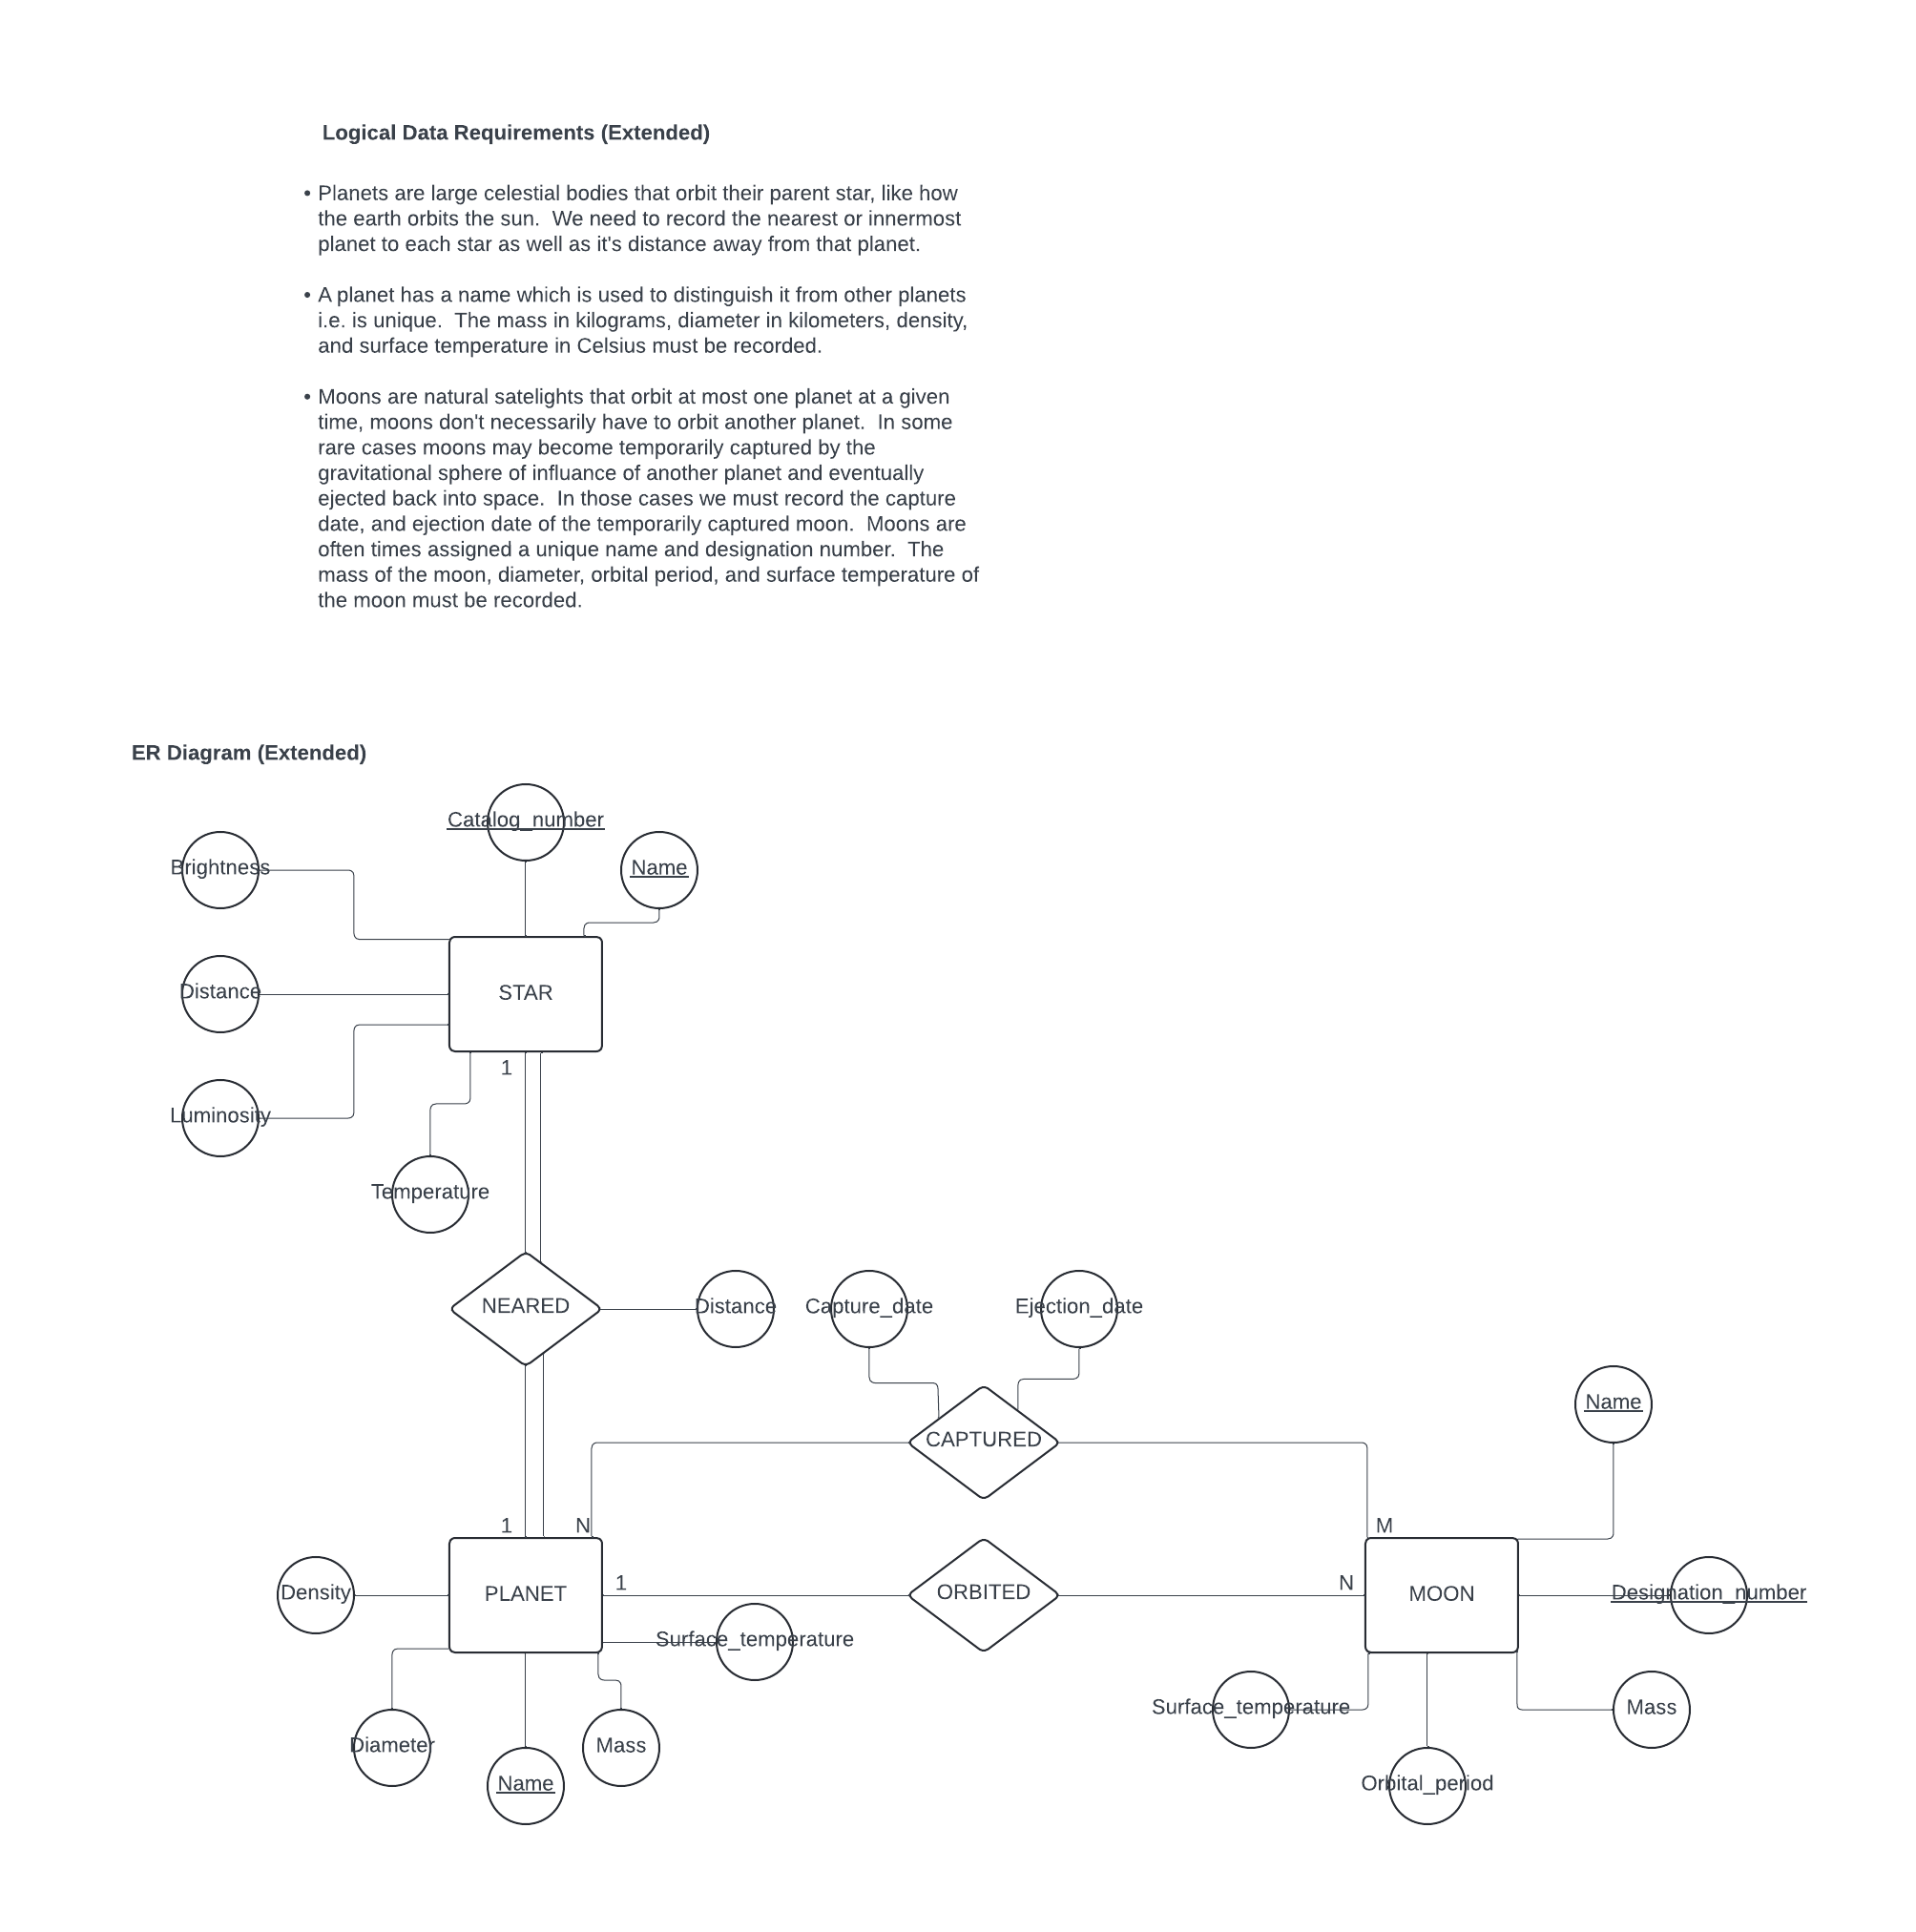 Logical Data Requirements (Extended)
• Planets are large celestial bodies that orbit their parent star, like how
the earth orbits the sun.  We need to record the nearest or innermost
planet to each star as well as it's distance away from that planet.
• A planet has a name which is used to distinguish it from other planets
i.e. is unique.  The mass in kilograms, diameter in kilometers, density,
and surface temperature in Celsius must be recorded.
• Moons are natural satelights that orbit at most one planet at a given
time, moons don't necessarily have to orbit another planet.  In some
rare cases moons may become temporarily captured by the
gravitational sphere of influance of another planet and eventually
ejected back into space.  In those cases we must record the capture
date, and ejection date of the temporarily captured moon.  Moons are
often times assigned a unique name and designation number.  The
mass of the moon, diameter, orbital period, and surface temperature of
the moon must be recorded.
ER Diagram (Extended)
Catalog_number
Brightness
Name
Distance
STAR
1
Luminosity
Temperature
NEARED
Distance
Capture_date
Ejection_date
Name
CAPTURED
1
N
M
Density
PLANET
1
ORBITED
N
MOON
Designation_number
Surface_temperature
Surface_temperature
Mass
Diameter
Mass
Name
Orbital_period